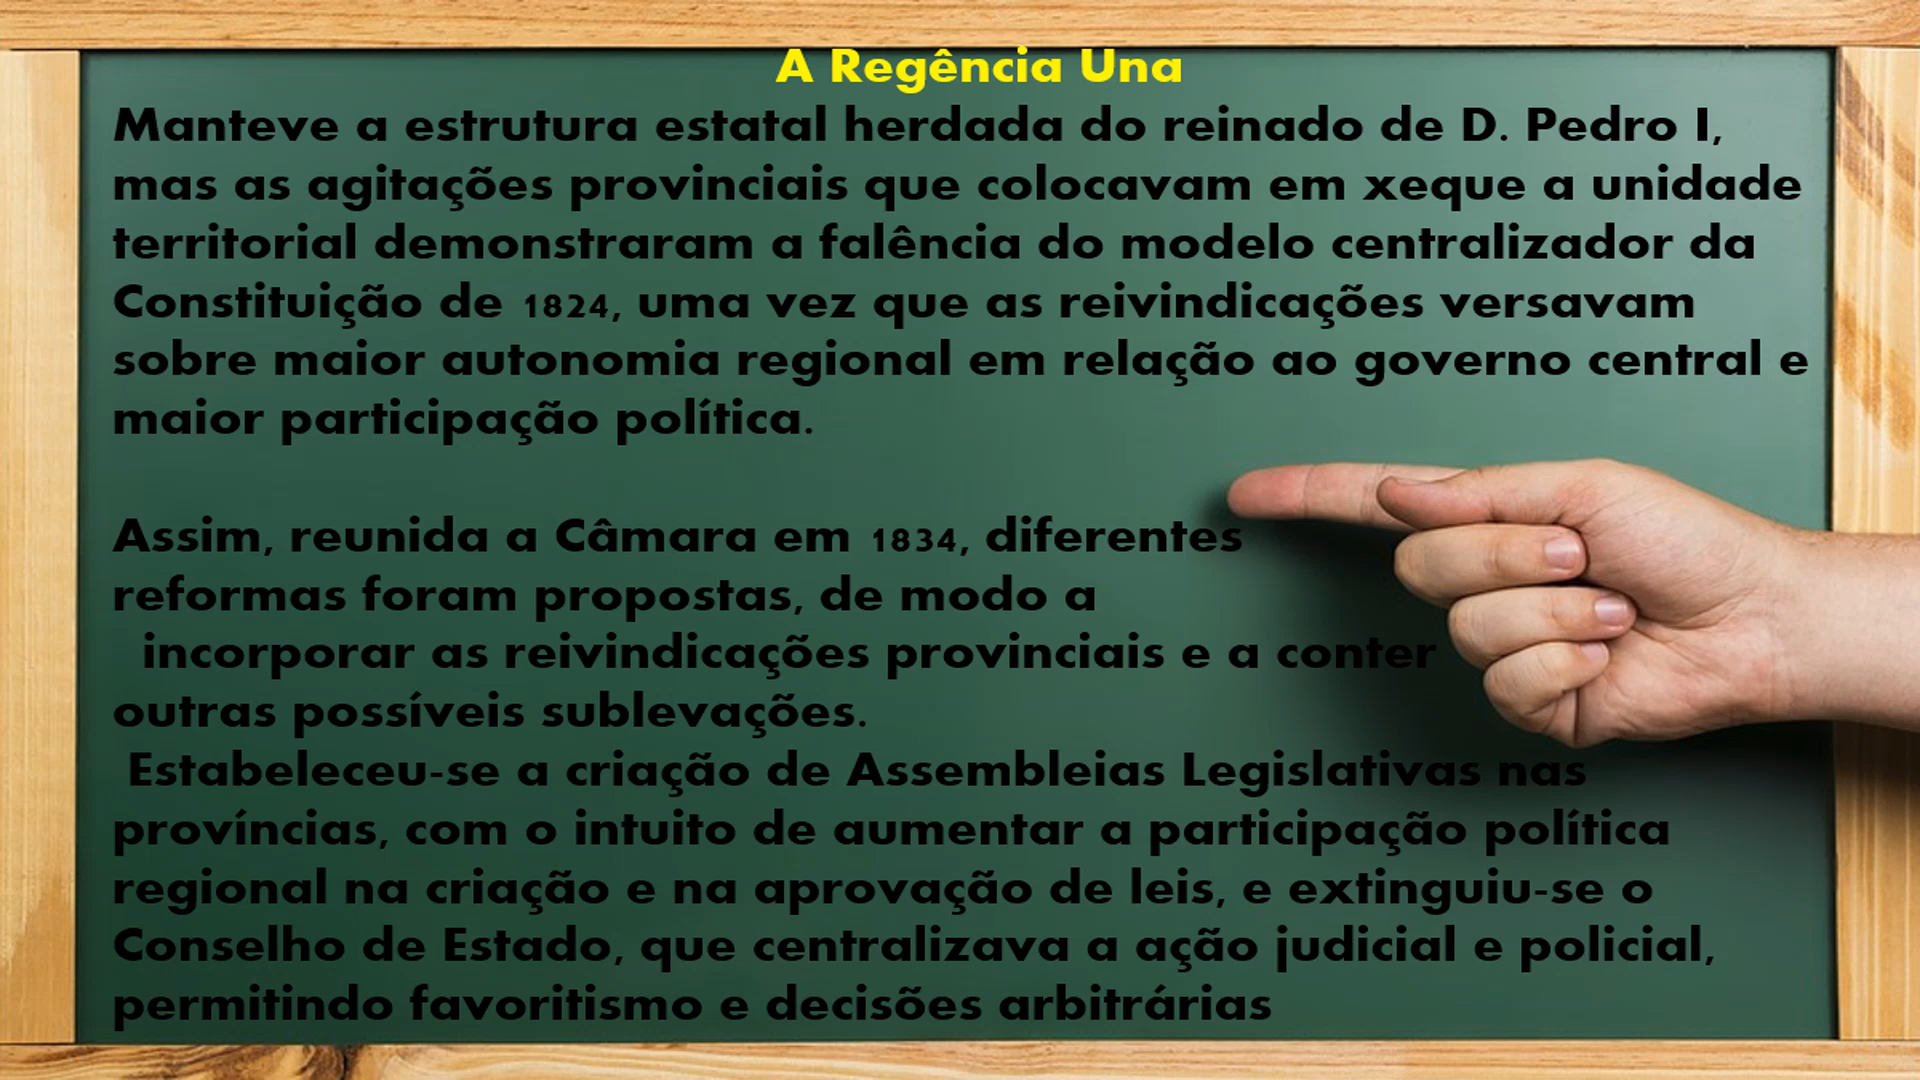 A Regência Una
Manteve a estrutura estatal herdada do reinado de D. Pedro I,
mas as agitações provinciais que colocavam em xeque a unidade
territorial demonstraram a falência do modelo centralizador da
Constituição de 1824, uma vez que as reivindicações versavam
sobre maior autonomia regional em relação ao governo central e
maior participação política.
Assim, reunida a Câmara em 1834, diferentes
reformas foram propostas, de modo a
incorporar as reivindicações provinciais e a conter
outras possíveis sublevações.
Estabeleceu-se a criação de Assembleias Legislativas nas
províncias, com o intuito de aumentar a participação política
regional na criação e na aprovação de leis, e extinguiu-se o
Conselho de Estado, que centralizava a ação judicial e policial,
permitindo favoritismo e decisões arbitrárias